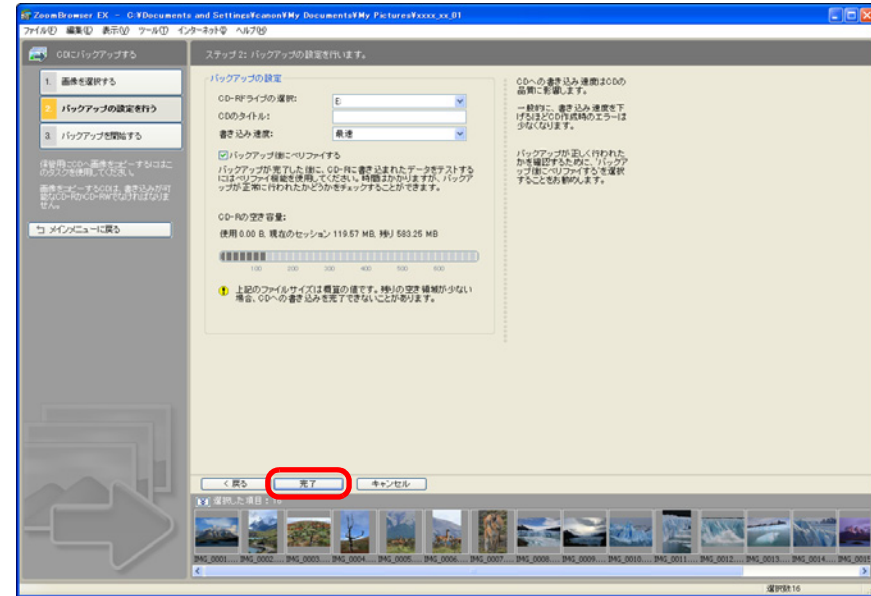 ZoomBrowser EX - C:¥Documents and Settings¥canon¥My Documents¥My Pictures¥xxxx_xx_01
ファイル(F) 編集(E) 表示(V) ツール(T) インターネット(I) ヘルプ(H)
CDにバックアップする
ステップ2: バックアップの設定を行います。
1. 画像を選択する
2. バックアップの設定を行う
3. バックアップを開始する
保管用にCDへ画像をコピーするにはこ
のタスクを使用してください。
画像をコピーするCDは、書き込みが可
能なCD-RかCD-RWでなければなりま
せん。
メインメニューに戻る
バックアップの設定
CD-Rドライブの選択: E
CDのタイトル:
書き込み速度: 最速
バックアップ後にベリファイする
バックアップが完了した後に、CD-Rに書き込まれたデータをテストする
にはベリファイ機能を使用してください。時間はかかりますが、バックア
ップが正常に行われたかどうかをチェックすることができます。
CD-Rの空き容量:
使用 0.00 B, 現在のセッション 119.57 MB, 残り 583.25 MB
100 200 300 400 500 600
上記のファイルサイズは概算の値です。残りの空き領域が少ない
場合、CDへの書き込みを完了できないことがあります。
CDへの書き込み速度はCDの
品質に影響します。
一般的に、書き込み速度を下
げるほどCD作成時のエラーは
少なくなります。
バックアップが正しく行われた
かを確認するために、'バックア
ップ後にベリファイする'を選択
することをお勧めします。
< 戻る 完了 キャンセル
選択した項目: 16
IMG_0001.... IMG_0002.... IMG_0003.... IMG_0004.... IMG_0005.... IMG_0006.... IMG_0007.... IMG_0008.... IMG_0009.... IMG_0010.... IMG_0011.... IMG_0012.... IMG_0013.... IMG_0014.... IMG_0015
選択数:16